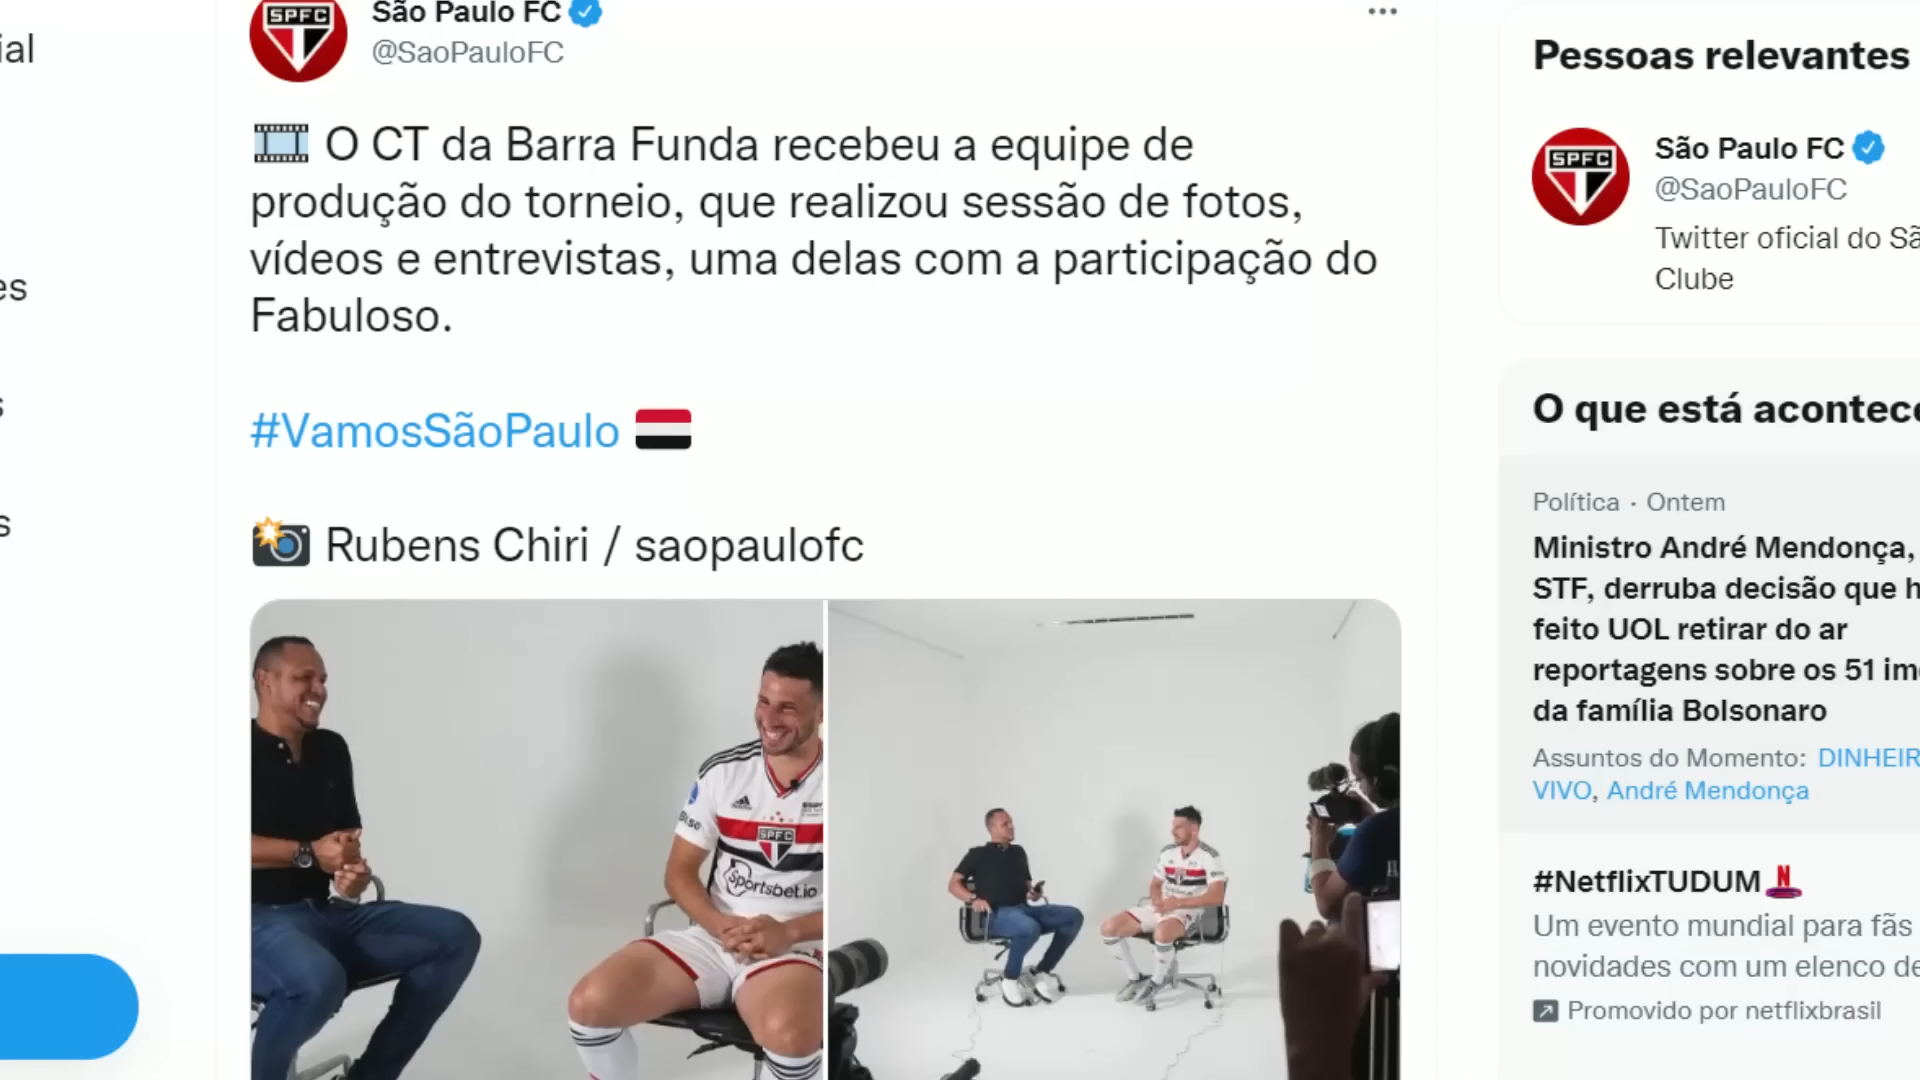 ial
es
s
s
São Paulo FC
@SaoPauloFC
O CT da Barra Funda recebeu a equipe de
produção do torneio, que realizou sessão de fotos,
vídeos e entrevistas, uma delas com a participação do
Fabuloso.
#VamosSãoPaulo
Rubens Chiri / saopaulofc
SPFC
SPFC
Sportsbet.io
Pessoas relevantes
SPFC
São Paulo FC
@SaoPauloFC
Twitter oficial do Sã
Clube
O que está acontece
Política · Ontem
Ministro André Mendonça,
STF, derruba decisão que h
feito UOL retirar do ar
reportagens sobre os 51 im
da família Bolsonaro
Assuntos do Momento: DINHEIR
VIVO, André Mendonça
#NetflixTUDUM
Um evento mundial para fãs
novidades com um elenco de
Promovido por netflixbrasil